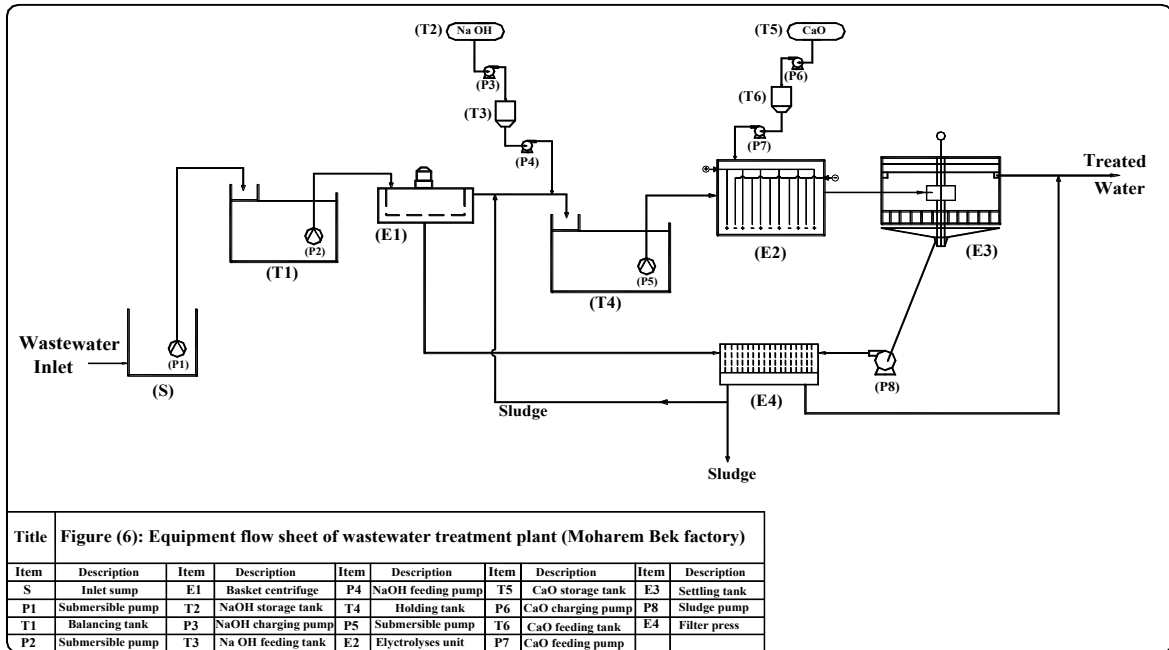 (T2) Na OH
(T5) CaO
(P3)
(P6)
(T3)
(T6)
(P4)
(P7)
Treated
Water
⊕
⊖
(P2)
(E1)
(E2)
(E3)
(T1)
(P5)
(T4)
Wastewater
Inlet
(P1)
(S)
(P8)
(E4)
Sludge
Sludge
Title Figure (6): Equipment flow sheet of wastewater treatment plant (Moharem Bek factory)
Item Description Item Description Item Description Item Description Item Description
S Inlet sump E1 Basket centrifuge P4 NaOH feeding pump T5 CaO storage tank E3 Settling tank
P1 Submersible pump T2 NaOH storage tank T4 Holding tank P6 CaO charging pump P8 Sludge pump
T1 Balancing tank P3 NaOH charging pump P5 Submersible pump T6 CaO feeding tank E4 Filter press
P2 Submersible pump T3 Na OH feeding tank E2 Elyctrolyses unit P7 CaO feeding pump